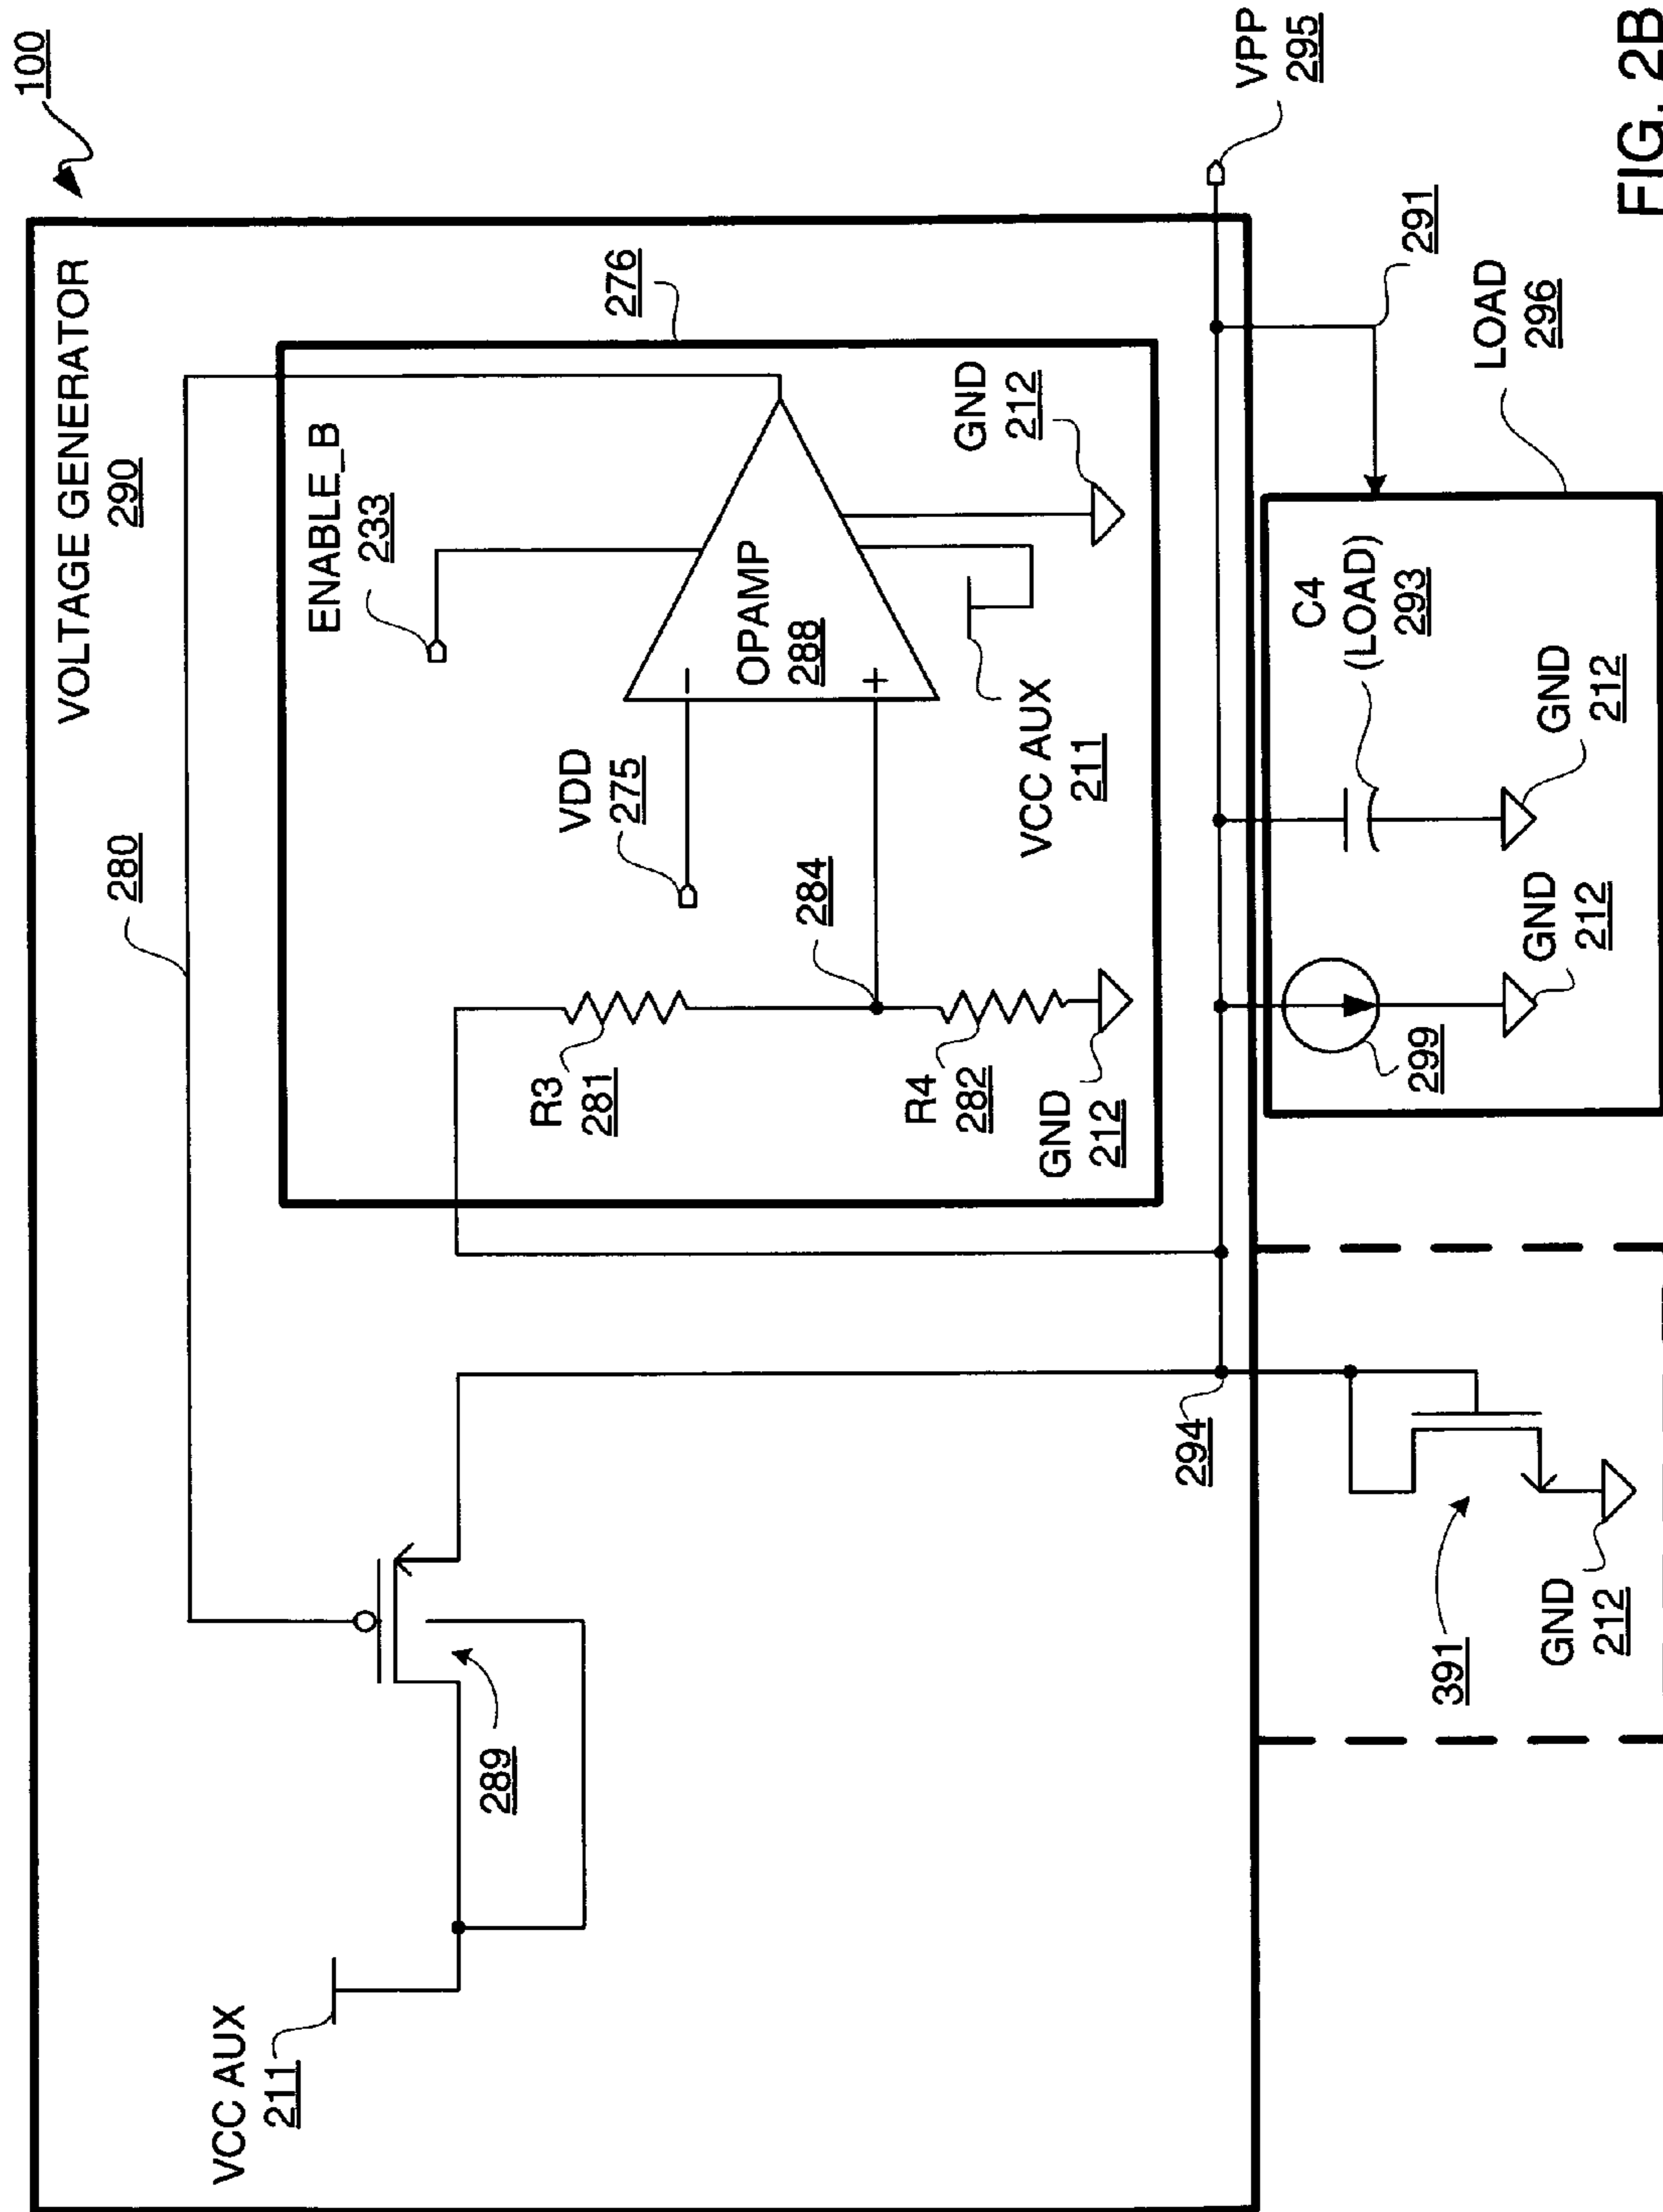 100
VOLTAGE GENERATOR
290
280
276
ENABLE_B
233
VCC AUX
211
289
VDD
275
OPAMP
288
−
+
R3
281
284
R4
282
GND
212
VCC AUX
211
GND
212
VPP
295
294
291
LOAD
296
C4
(LOAD)
293
299
GND
212
GND
212
391
GND
212
FIG. 2B